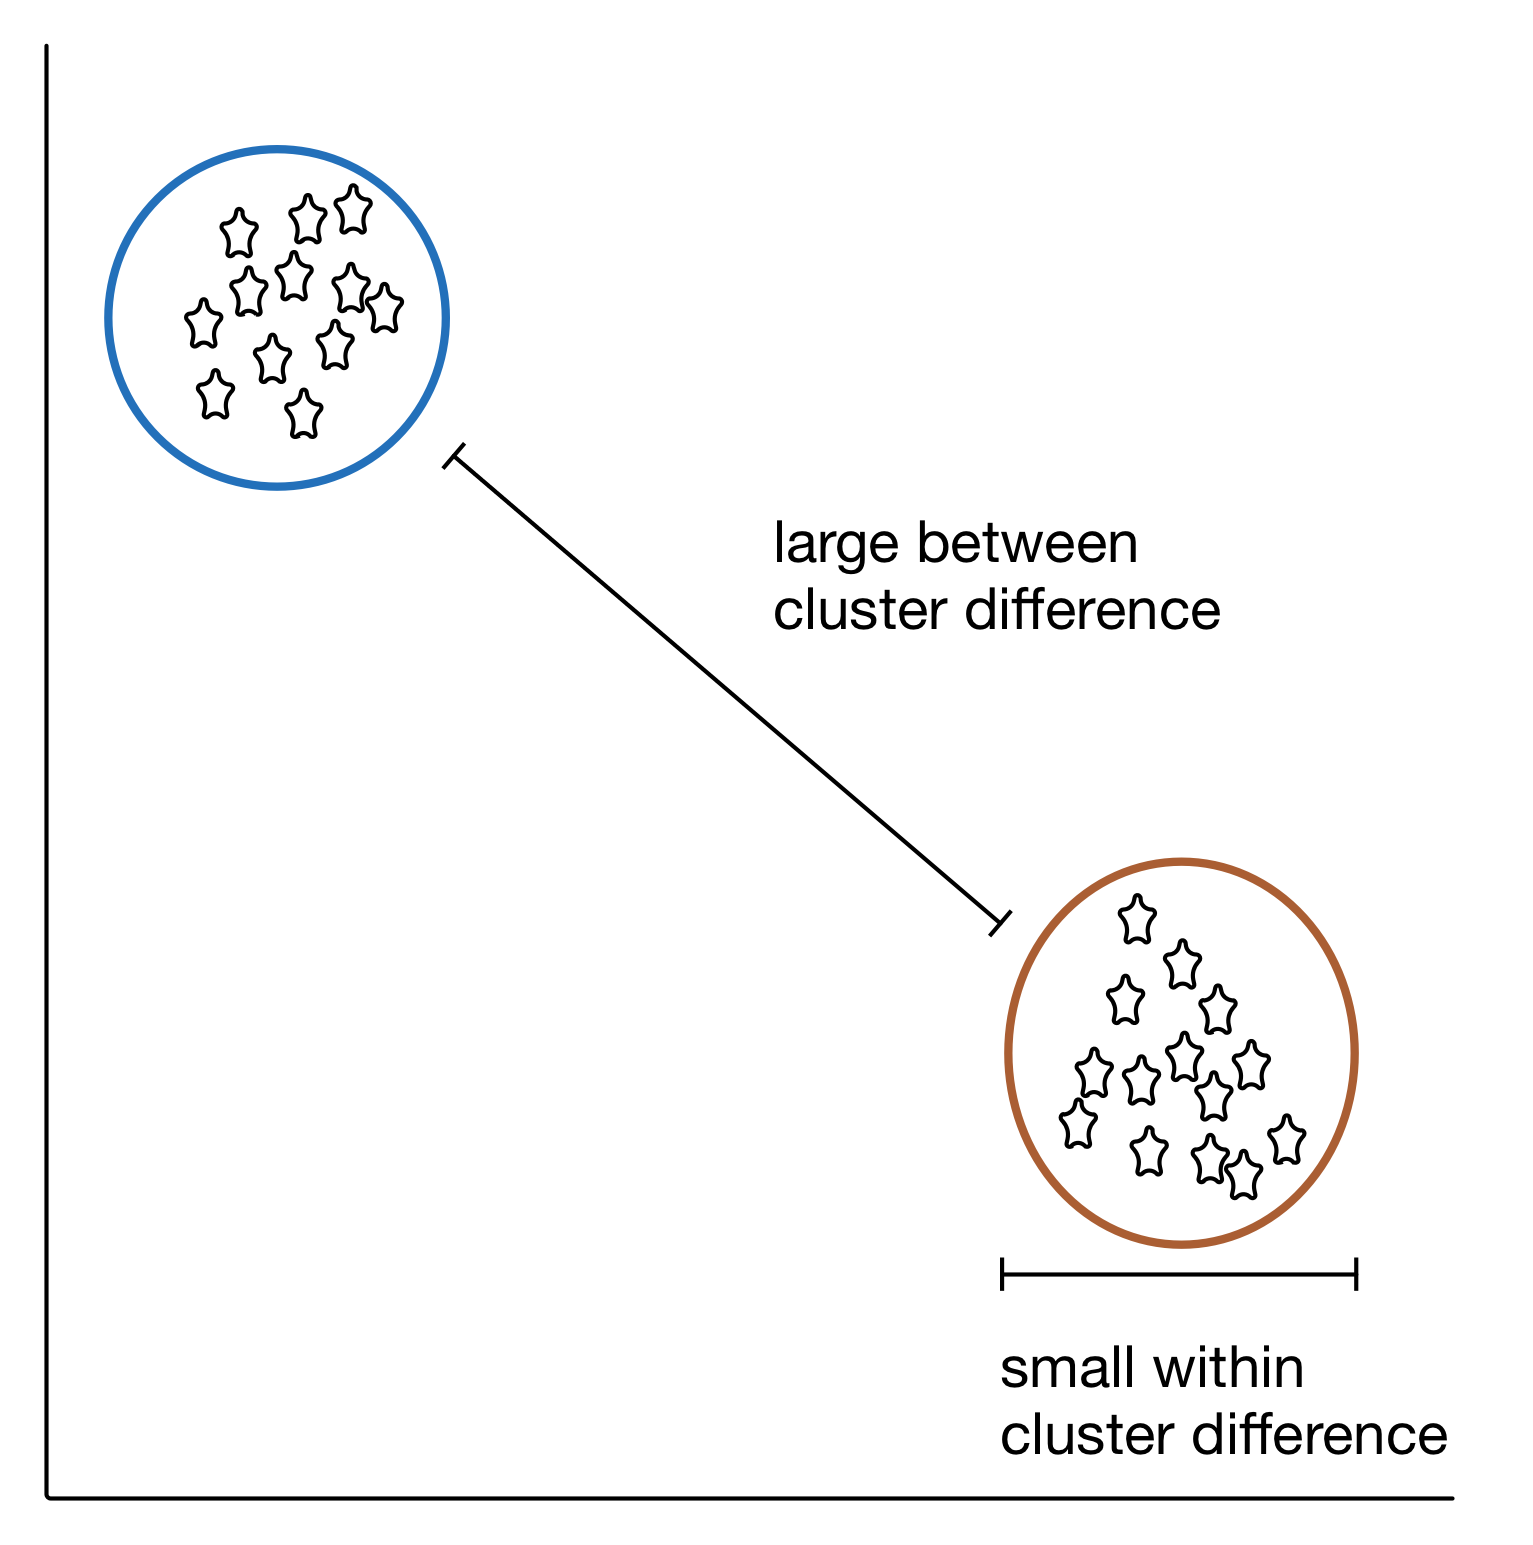 large between
cluster difference
small within
cluster difference